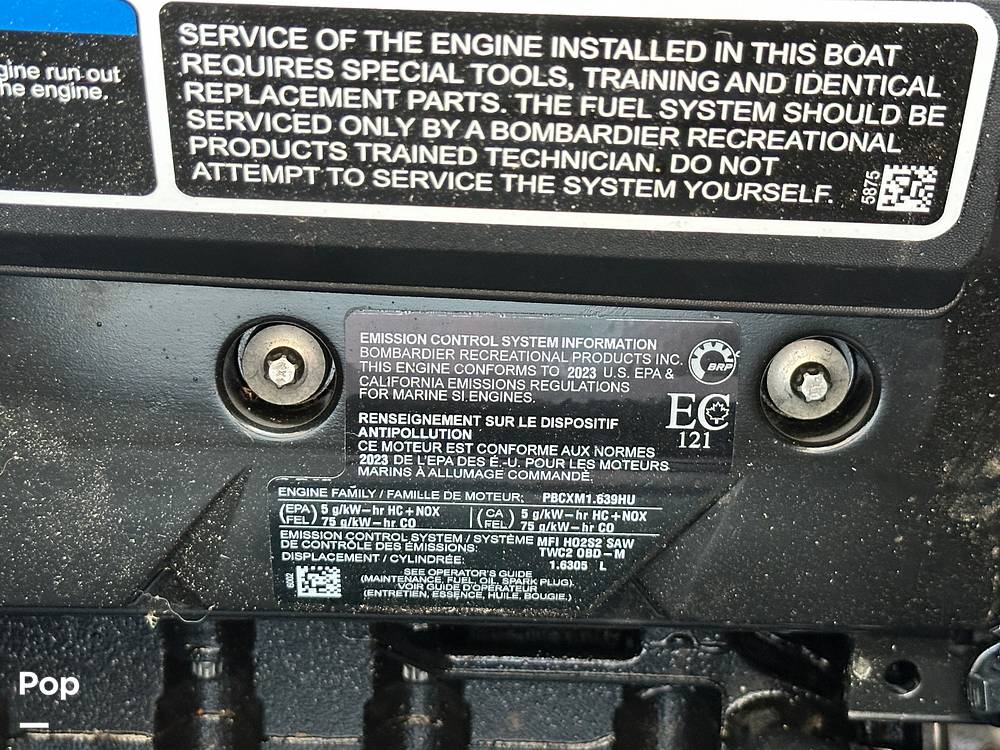 gine run out
he engine.
SERVICE OF THE ENGINE INSTALLED IN THIS BOAT
REQUIRES SPECIAL TOOLS, TRAINING AND IDENTICAL
REPLACEMENT PARTS. THE FUEL SYSTEM SHOULD BE
SERVICED ONLY BY A BOMBARDIER RECREATIONAL
PRODUCTS TRAINED TECHNICIAN. DO NOT
ATTEMPT TO SERVICE THE SYSTEM YOURSELF.
5875
EMISSION CONTROL SYSTEM INFORMATION
BOMBARDIER RECREATIONAL PRODUCTS INC.
THIS ENGINE CONFORMS TO 2023 U.S. EPA &
CALIFORNIA EMISSIONS REGULATIONS
FOR MARINE SI ENGINES.
BRP
RENSEIGNEMENT SUR LE DISPOSITIF
ANTIPOLLUTION
CE MOTEUR EST CONFORME AUX NORMES
2023 DE L'EPA DES É.-U. POUR LES MOTEURS
MARINS À ALLUMAGE COMMANDÉ.
EC
121
ENGINE FAMILY / FAMILLE DE MOTEUR: PBCXM1.639HU
(EPA FEL) 5 g/kW-hr HC+NOX
75 g/kW-hr CO
(CA FEL) 5 g/kW-hr HC+NOX
75 g/kW-hr CO
EMISSION CONTROL SYSTEM / SYSTÈME MFI HO2S2 SAW
DE CONTRÔLE DES ÉMISSIONS: TWC2 OBD-M
DISPLACEMENT / CYLINDRÉE: 1.6305 L
6002
SEE OPERATOR'S GUIDE
(MAINTENANCE, FUEL, OIL, SPARK PLUG).
VOIR GUIDE D'OPÉRATEUR
(ENTRETIEN, ESSENCE, HUILE, BOUGIE.)
Pop